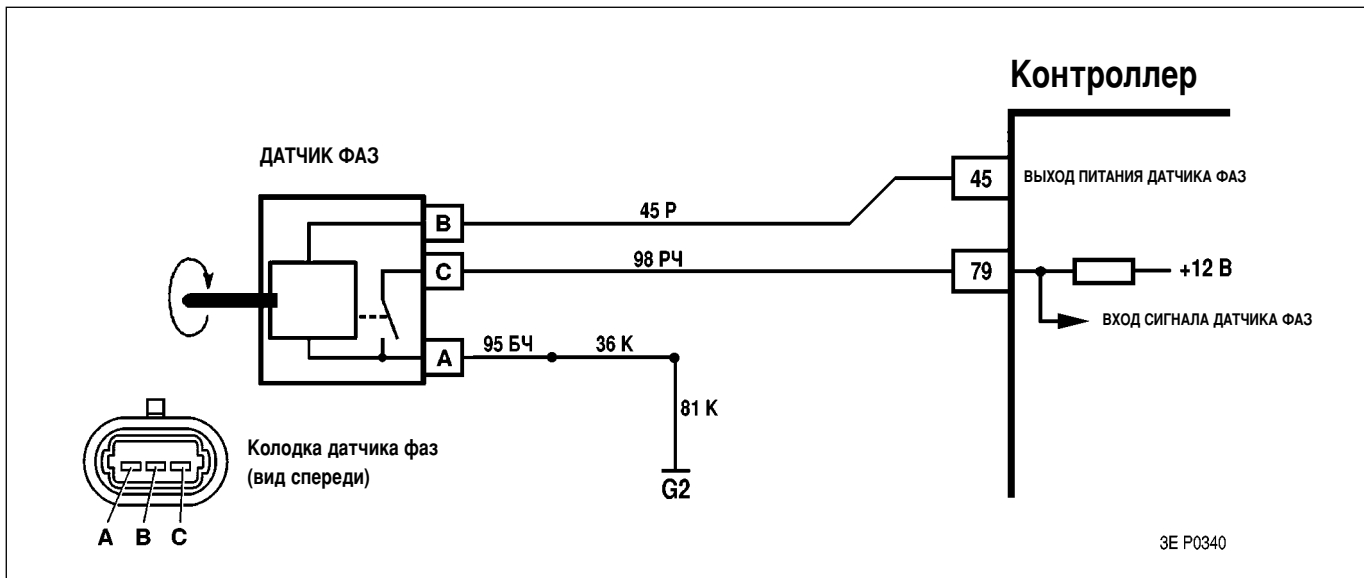 Контроллер
ДАТЧИК ФАЗ
45
ВЫХОД ПИТАНИЯ ДАТЧИКА ФАЗ
B
45 Р
C
98 РЧ
79
+12 В
ВХОД СИГНАЛА ДАТЧИКА ФАЗ
A
95 БЧ
36 К
81 К
G2
Колодка датчика фаз
(вид спереди)
A B C
3E P0340